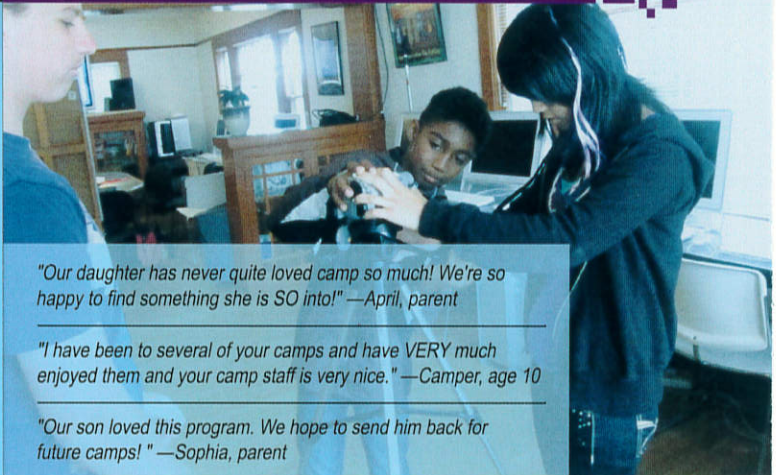 "Our daughter has never quite loved camp so much! We're so
happy to find something she is SO into!" —April, parent
"I have been to several of your camps and have VERY much
enjoyed them and your camp staff is very nice." —Camper, age 10
"Our son loved this program. We hope to send him back for
future camps! " —Sophia, parent